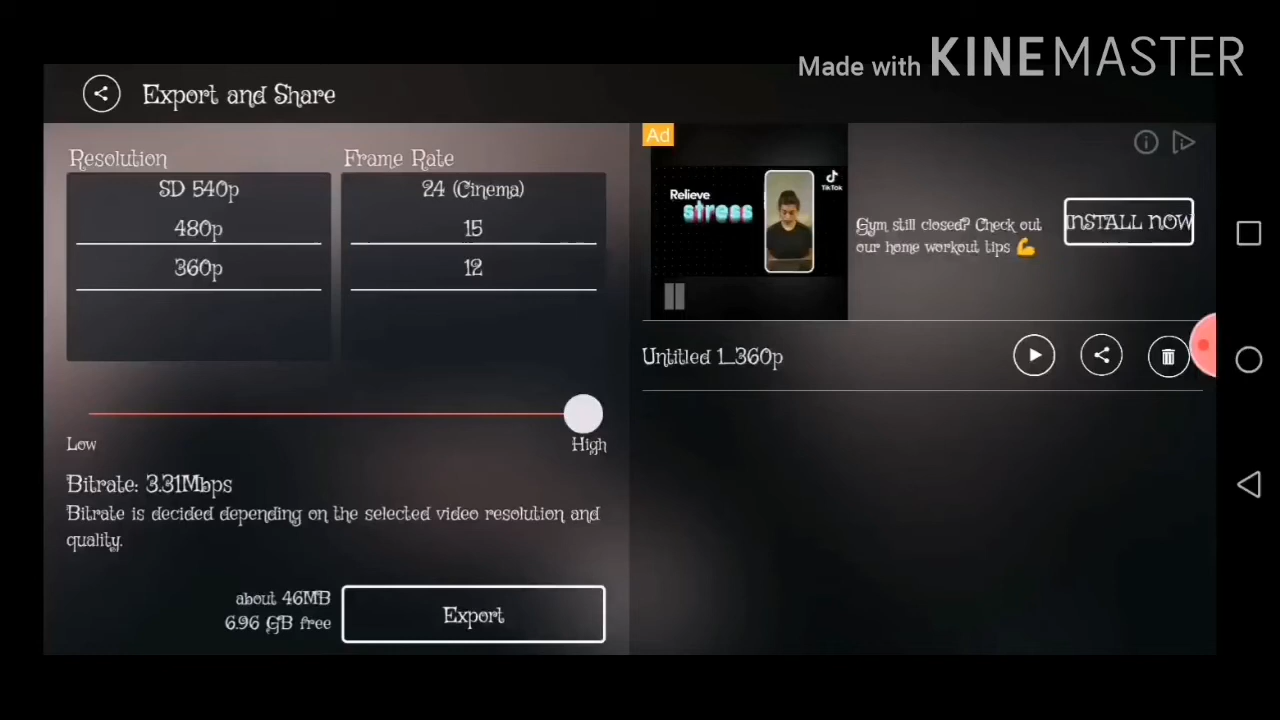 Made with KINEMASTER
Export and Share
Resolution
SD 540p
480p
360p
Frame Rate
24 (Cinema)
15
12
Low
High
Bitrate: 3.31Mbps
Bitrate is decided depending on the selected video resolution and
quality.
about 46MB
6.96 GB free
Export
Ad
Relieve
stress
TikTok
Gym still closed? Check out
our home workout tips 💪
INSTALL NOW
Untitled 1_360p